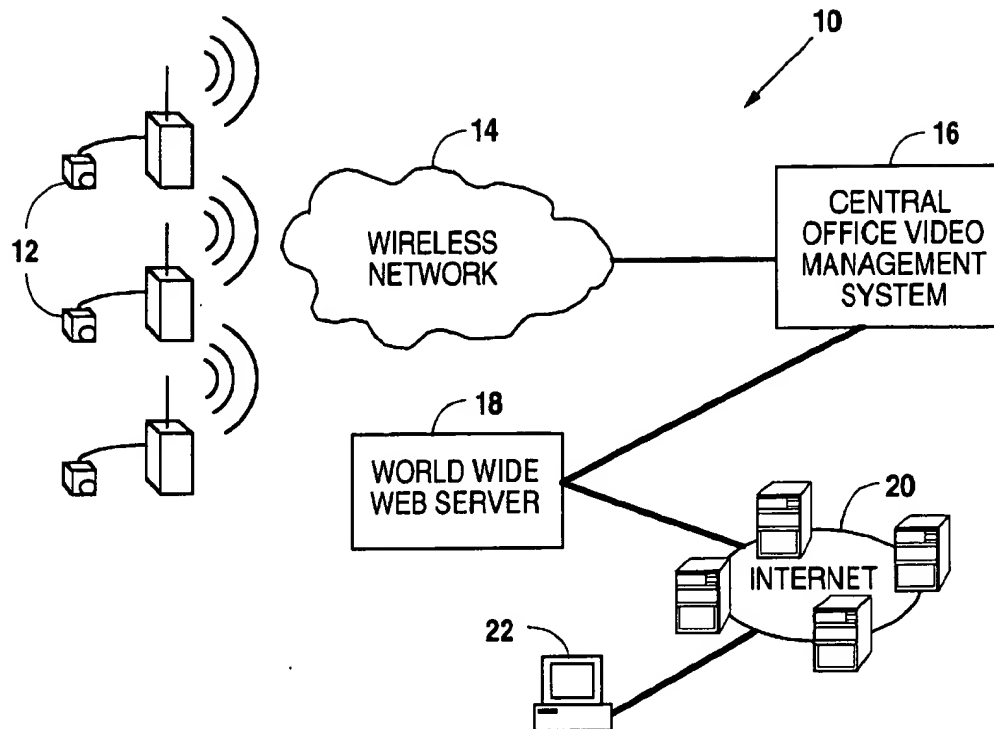 10
14
16
12
WIRELESS
NETWORK
CENTRAL
OFFICE VIDEO
MANAGEMENT
SYSTEM
18
WORLD WIDE
WEB SERVER
20
INTERNET
22